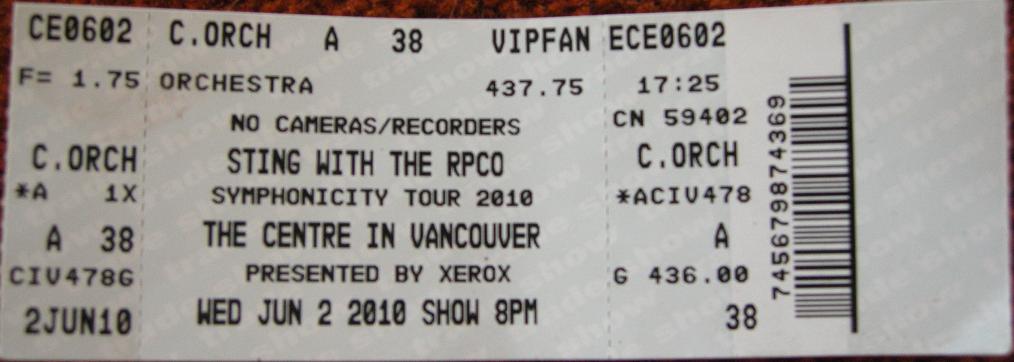 CE0602 C.ORCH A 38 VIPFAN ECE0602
F= 1.75 ORCHESTRA 437.75 17:25
NO CAMERAS/RECORDERS CN 59402
C.ORCH STING WITH THE RPCO C.ORCH
*A 1X SYMPHONICITY TOUR 2010 *ACIV478
A 38 THE CENTRE IN VANCOUVER A
CIV478G PRESENTED BY XEROX G 436.00
2JUN10 WED JUN 2 2010 SHOW 8PM 38
745679874369